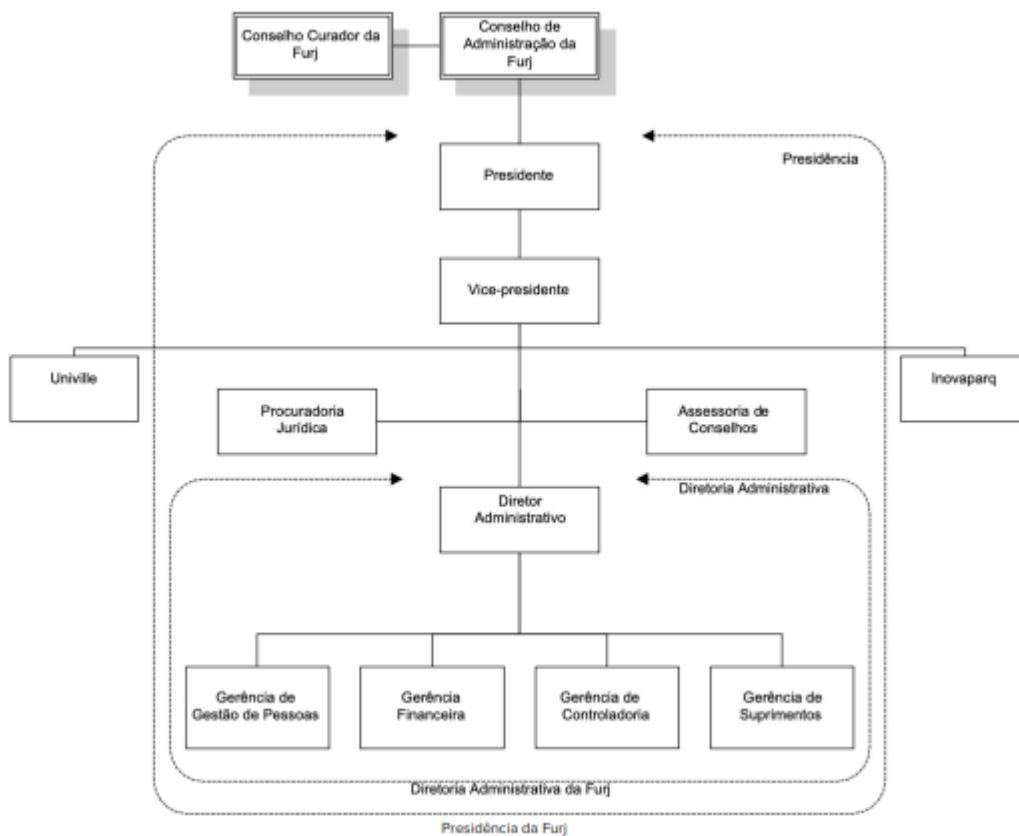 Conselho Curador da
Furj
Conselho de
Administração da
Furj
Presidência
Presidente
Vice-presidente
Univille
Inovaparq
Procuradoria
Jurídica
Assessoria de
Conselhos
Diretoria Administrativa
Diretor
Administrativo
Gerência de
Gestão de Pessoas
Gerência
Financeira
Gerência de
Controladoria
Gerência de
Suprimentos
Diretoria Administrativa da Furj
Presidência da Furj